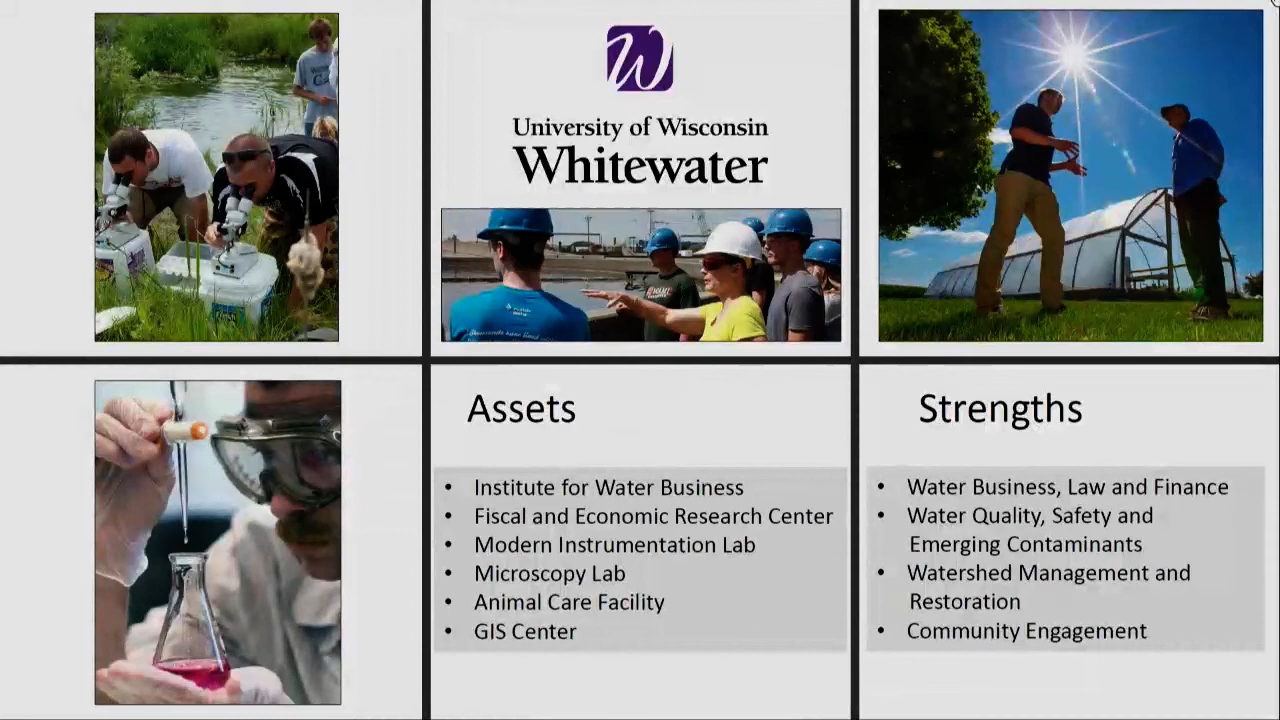 W
University of Wisconsin
Whitewater
Assets
• Institute for Water Business
• Fiscal and Economic Research Center
• Modern Instrumentation Lab
• Microscopy Lab
• Animal Care Facility
• GIS Center
Strengths
• Water Business, Law and Finance
• Water Quality, Safety and
Emerging Contaminants
• Watershed Management and
Restoration
• Community Engagement